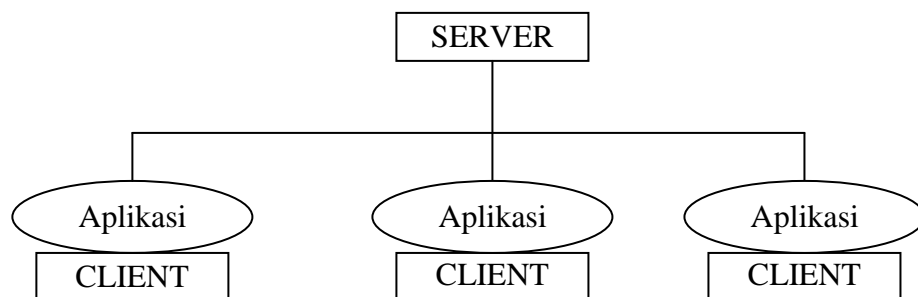 SERVER
Aplikasi Aplikasi Aplikasi
CLIENT CLIENT CLIENT